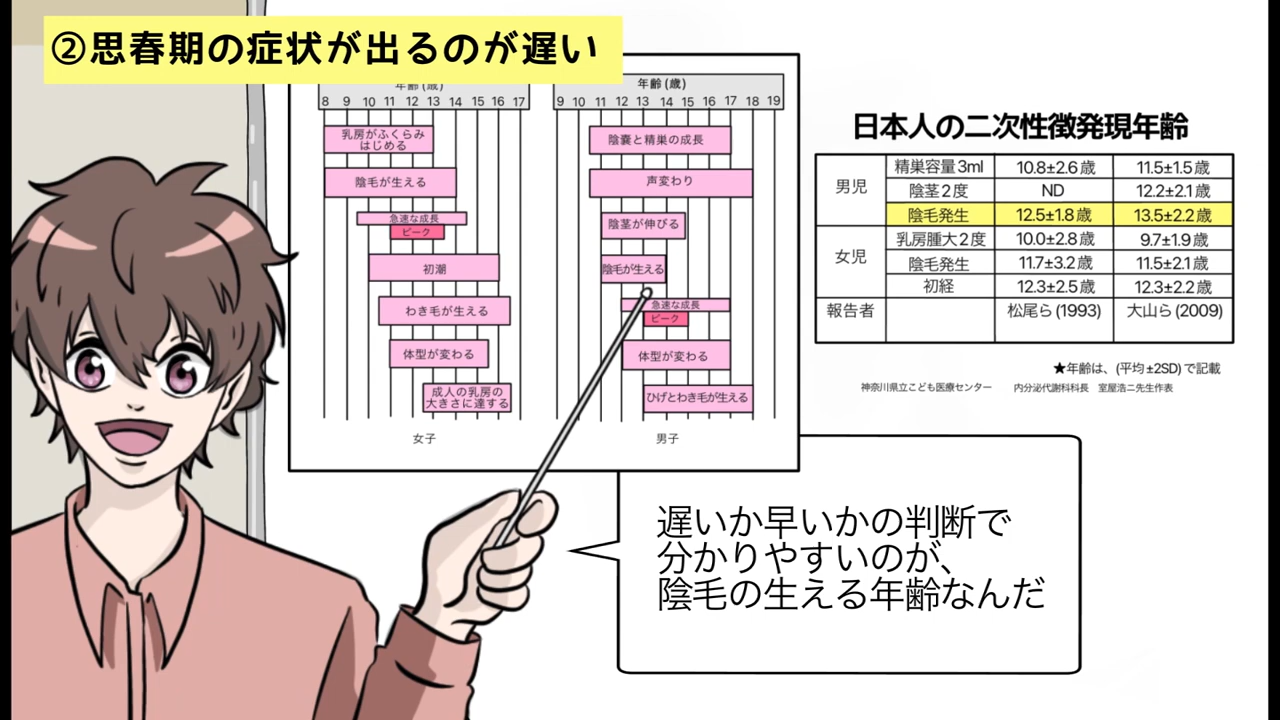 ②思春期の症状が出るのが遅い
年齢(歳)
8 9 10 11 12 13 14 15 16 17
乳房がふくらみ
はじめる
陰毛が生える
急速な成長
ピーク
初潮
わき毛が生える
体型が変わる
成人の乳房の
大きさに達する
女子
年齢(歳)
9 10 11 12 13 14 15 16 17 18 19
陰嚢と精巣の成長
声変わり
陰茎が伸びる
陰毛が生える
急速な成長
ピーク
体型が変わる
ひげとわき毛が生える
男子
日本人の二次性徴発現年齢
男児 精巣容量3ml 10.8±2.6歳 11.5±1.5歳
陰茎2度 ND 12.2±2.1歳
陰毛発生 12.5±1.8歳 13.5±2.2歳
女児 乳房腫大2度 10.0±2.8歳 9.7±1.9歳
陰毛発生 11.7±3.2歳 11.5±2.1歳
初経 12.3±2.5歳 12.3±2.2歳
報告者 松尾ら(1993) 大山ら(2009)
★年齢は、(平均±2SD)で記載
神奈川県立こども医療センター 内分泌代謝科科長 室屋浩ニ先生作表
遅いか早いかの判断で
分かりやすいのが、
陰毛の生える年齢なんだ